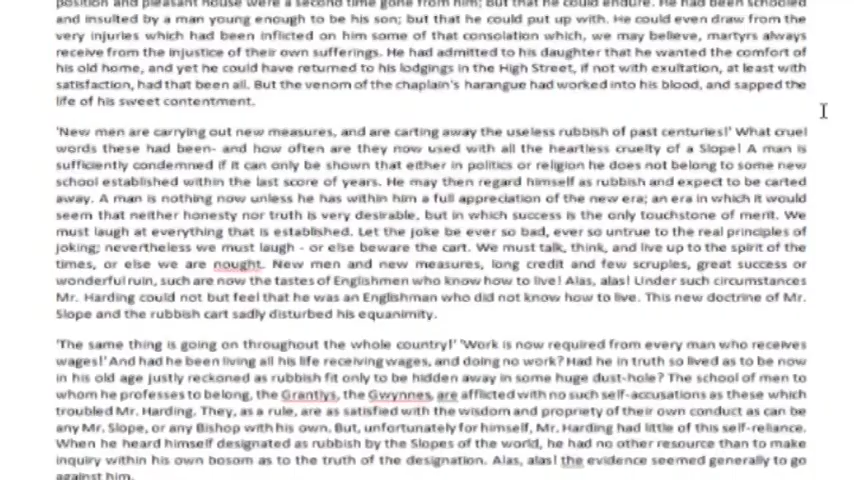 position and pleasant house were a second time gone from him; but that he could endure. He had been schooled
and insulted by a man young enough to be his son; but that he could put up with. He could even draw from the
very injuries which had been inflicted on him some of that consolation which, we may believe, martyrs always
receive from the injustice of their own sufferings. He had admitted to his daughter that he wanted the comfort of
his old home, and yet he could have returned to his lodgings in the High Street, if not with exultation, at least with
satisfaction, had that been all. But the venom of the chaplain's harangue had worked into his blood, and sapped the
life of his sweet contentment.
'New men are carrying out new measures, and are carting away the useless rubbish of past centuries!' What cruel
words these had been- and how often are they now used with all the heartless cruelty of a Slope! A man is
sufficiently condemned if it can only be shown that either in politics or religion he does not belong to some new
school established within the last score of years. He may then regard himself as rubbish and expect to be carted
away. A man is nothing now unless he has within him a full appreciation of the new era; an era in which it would
seem that neither honesty nor truth is very desirable, but in which success is the only touchstone of merit. We
must laugh at everything that is established. Let the joke be ever so bad, ever so untrue to the real principles of
joking; nevertheless we must laugh - or else beware the cart. We must talk, think, and live up to the spirit of the
times, or else we are nought. New men and new measures, long credit and few scruples, great success or
wonderful ruin, such are now the tastes of Englishmen who know how to live! Alas, alas! Under such circumstances
Mr. Harding could not but feel that he was an Englishman who did not know how to live. This new doctrine of Mr.
Slope and the rubbish cart sadly disturbed his equanimity.
'The same thing is going on throughout the whole country!' 'Work is now required from every man who receives
wages!' And had he been living all his life receiving wages, and doing no work? Had he in truth so lived as to be now
in his old age justly reckoned as rubbish fit only to be hidden away in some huge dust-hole? The school of men to
whom he professes to belong, the Grantlys, the Gwynnes, are afflicted with no such self-accusations as these which
troubled Mr. Harding. They, as a rule, are as satisfied with the wisdom and propriety of their own conduct as can be
any Mr. Slope, or any Bishop with his own. But, unfortunately for himself, Mr. Harding had little of this self-reliance.
When he heard himself designated as rubbish by the Slopes of the world, he had no other resource than to make
inquiry within his own bosom as to the truth of the designation. Alas, alas! the evidence seemed generally to go
against him.